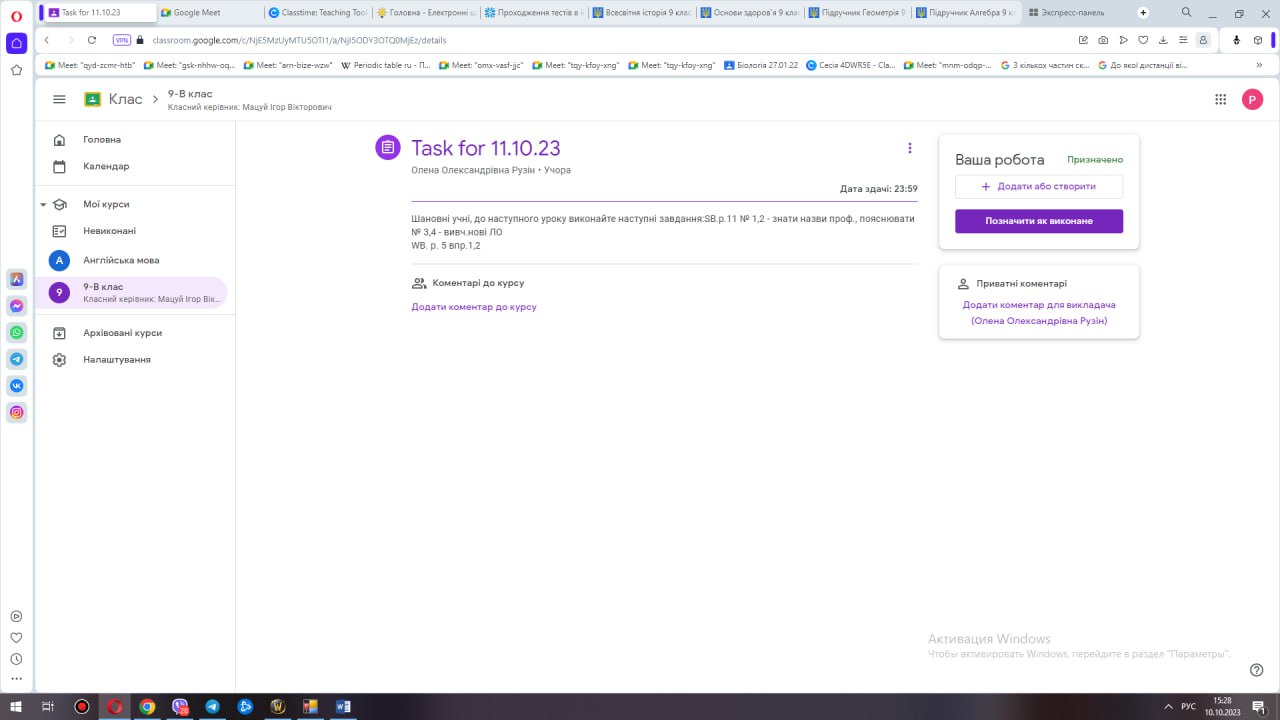 Task for 11.10.23
Google Meet
Classtime: Teaching Too
Головна - Електронні ш
Проходження тестів в н
Всесвітня історія 9 клас
Основи здоров'я 9 кла
Підручник Геометрія 9
Підручник Алгебра 9 кл
Экспресс-панель
VPN
classroom.google.com/c/NjE5MzUyMTU5OTI1/a/NjI5ODY3OTQ0MjEz/details
Meet: "qyd-zcmr-htb"
Meet: "gsk-nhhw-oq...
Meet: "arn-bize-wzw"
Periodic table ru - П...
Meet: "omx-vasf-jjc"
Meet: "tqy-kfoy-xng"
Meet: "tqy-kfoy-xng"
Біологія 27.01.22
Сесія 4DWR5E - Cla...
Meet: "mnm-odqp-...
З кількох частин ск...
До якої дистанції ві...
Клас
9-В клас
Класний керівник: Мацуй Ігор Вікторович
P
Головна
Календар
Мої курси
Невиконані
А
Англійська мова
9
9-В клас
Класний керівник: Мацуй Ігор Вік...
Архівовані курси
Налаштування
Task for 11.10.23
Олена Олександрівна Рузін • Учора
Дата здачі: 23:59
Шановні учні, до наступного уроку виконайте наступні завдання:SB.p.11 № 1,2 - знати назви проф., пояснювати
№ 3,4 - вивч.нові ЛО
WB. p. 5 впр.1,2
Коментарі до курсу
Додати коментар до курсу
Ваша робота
Призначено
Додати або створити
Позначити як виконане
Приватні коментарі
Додати коментар для викладача
(Олена Олександрівна Рузін)
Активация Windows
Чтобы активировать Windows, перейдите в раздел "Параметры".
РУС
15:28
10.10.2023